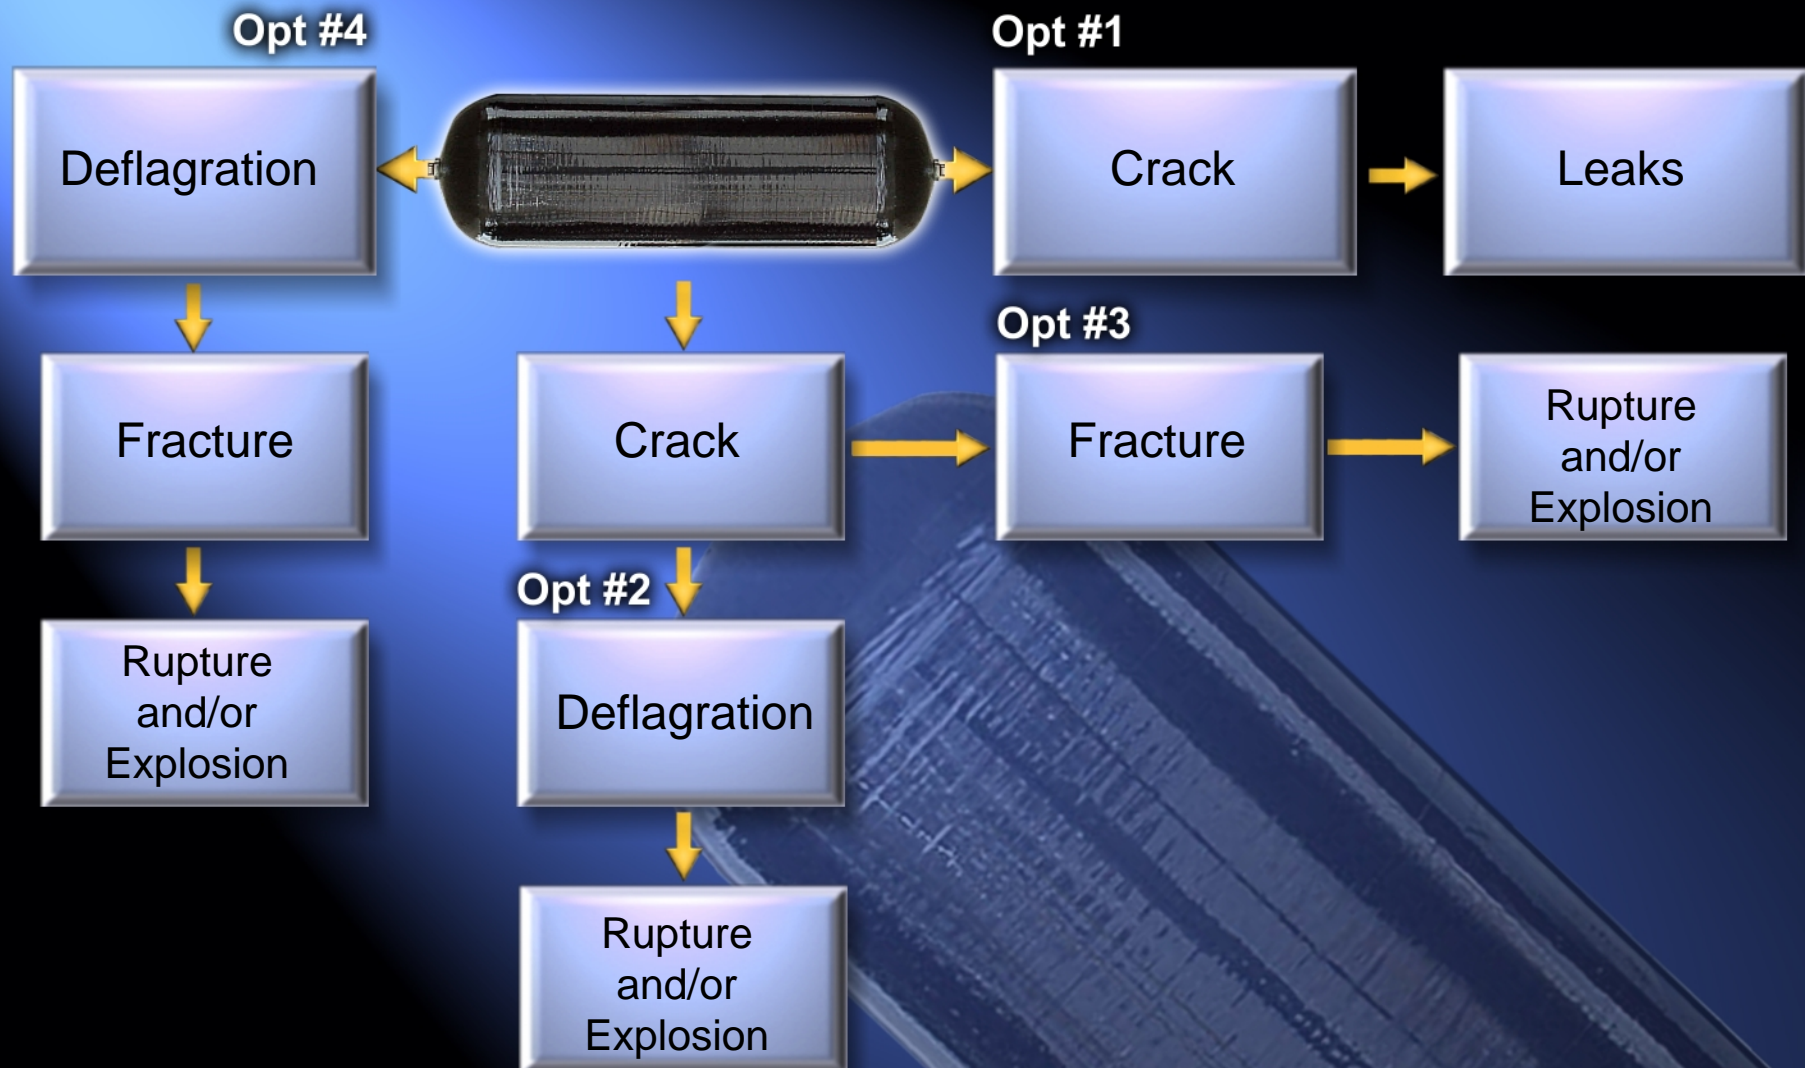 Opt #4
Opt #1
Deflagration
Crack
Leaks
Opt #3
Fracture
Crack
Fracture
Rupture
and/or
Explosion
Opt #2
Rupture
and/or
Explosion
Deflagration
Rupture
and/or
Explosion